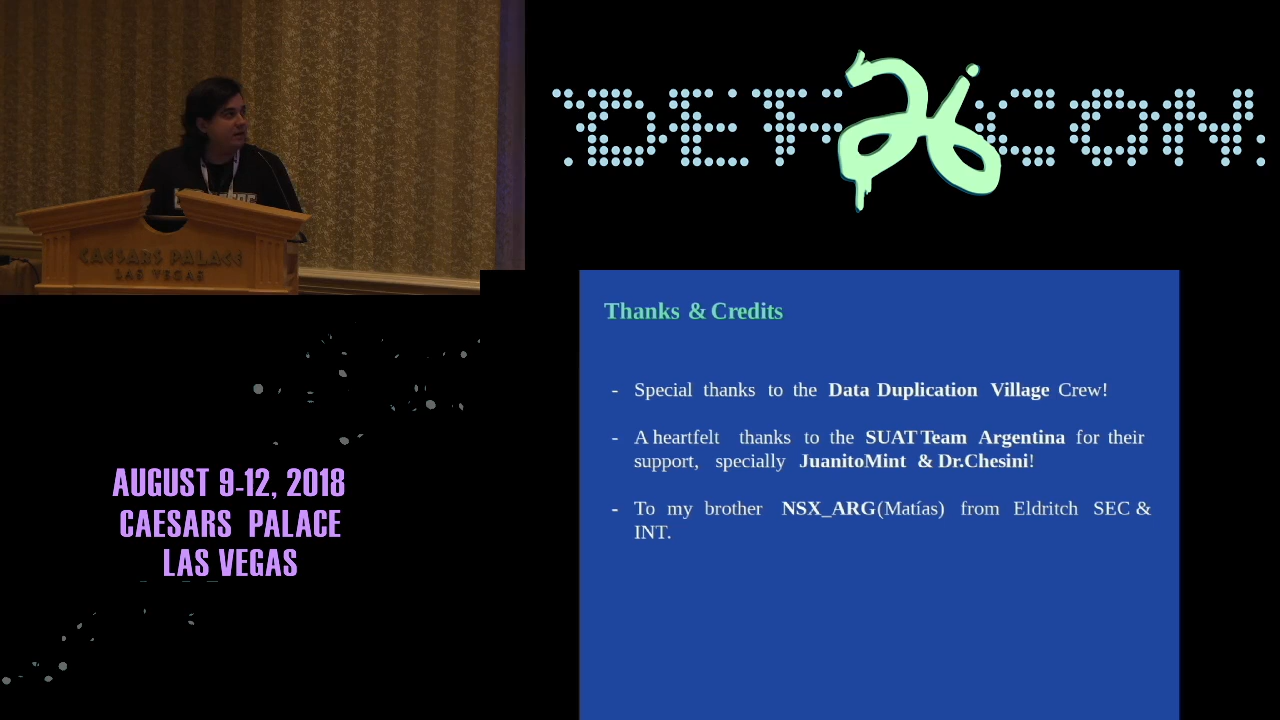 DEF CON
26
CAESARS PALACE
LAS VEGAS
Thanks & Credits
- Special thanks to the Data Duplication Village Crew!
- A heartfelt thanks to the SUAT Team Argentina for their
support, specially JuanitoMint & Dr.Chesini!
- To my brother NSX_ARG(Matías) from Eldritch SEC &
INT.
AUGUST 9-12, 2018
CAESARS PALACE
LAS VEGAS